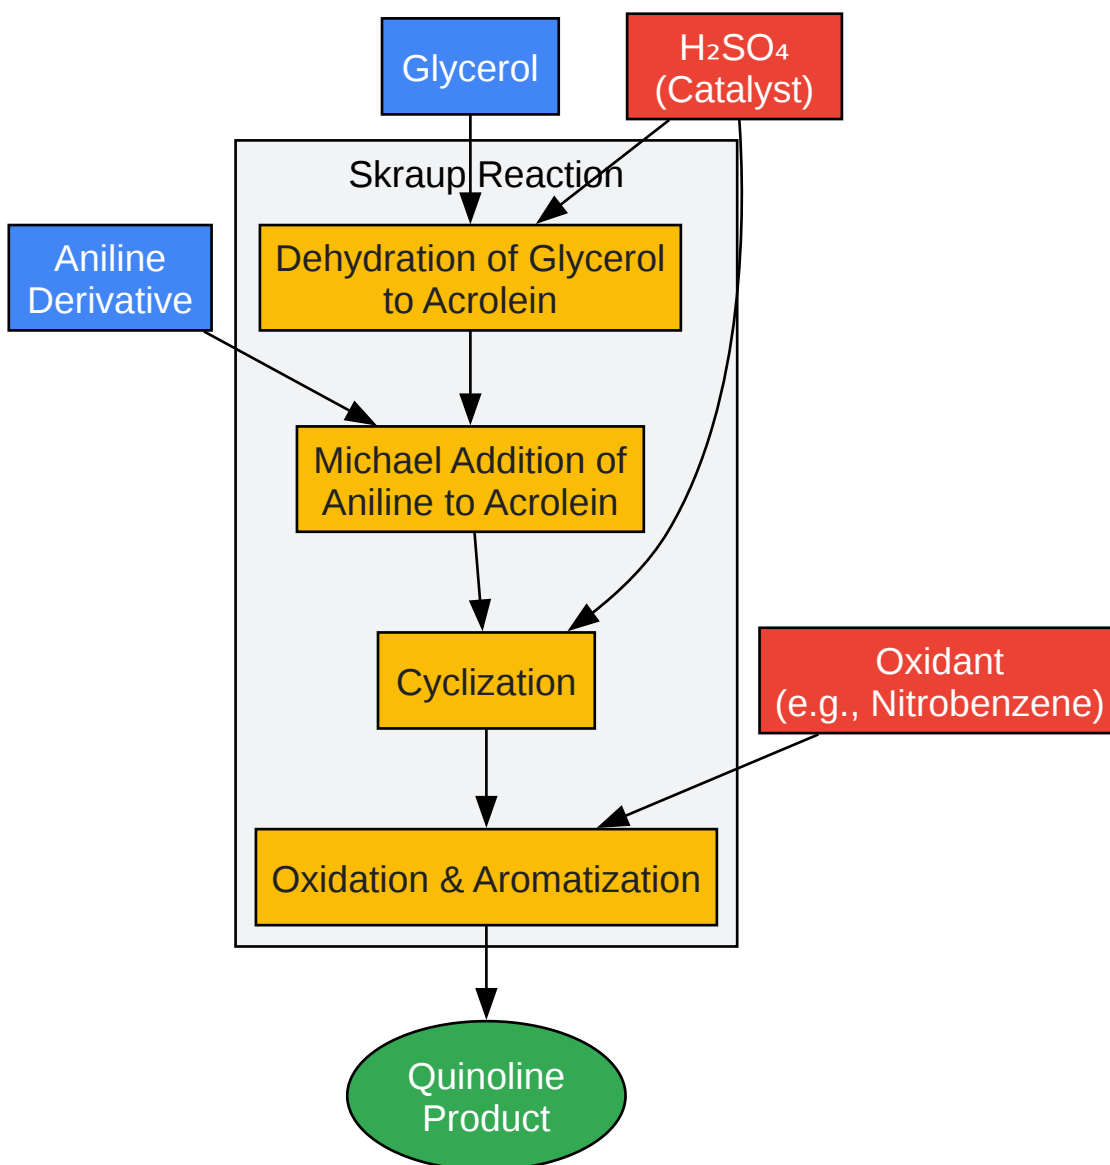 Glycerol
H₂SO₄
(Catalyst)
Skraup Reaction
Aniline
Derivative
Dehydration of Glycerol
to Acrolein
Michael Addition of
Aniline to Acrolein
Cyclization
Oxidant
(e.g., Nitrobenzene)
Oxidation & Aromatization
Quinoline
Product